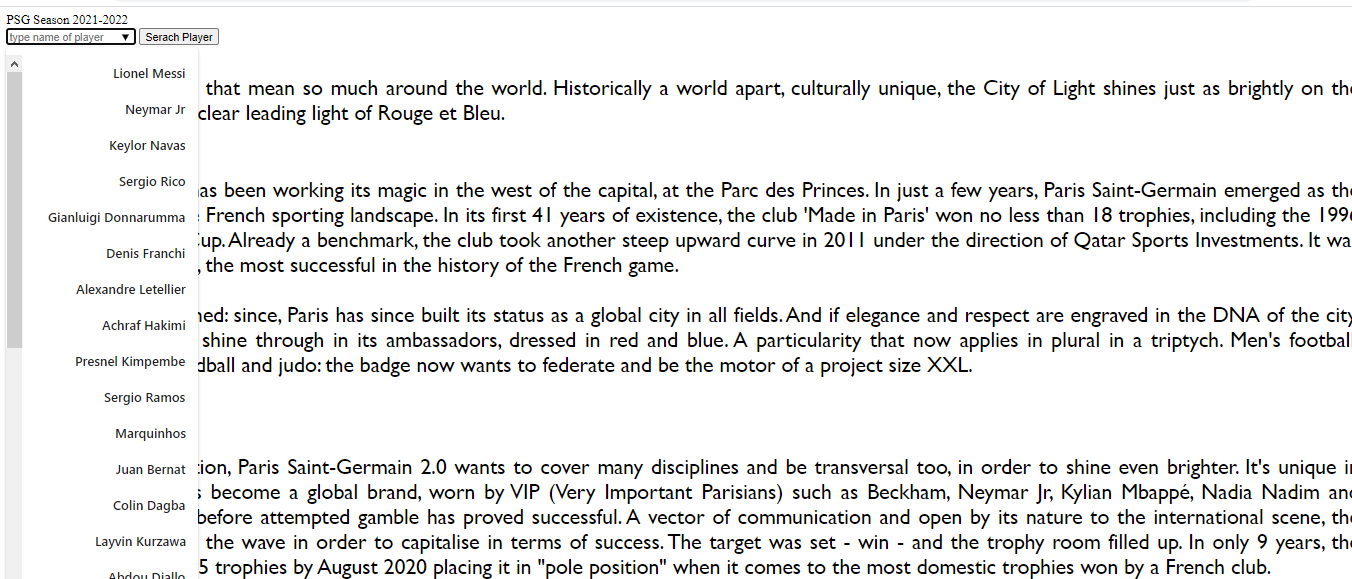 PSG Season 2021-2022
type name of player
Serach Player
Lionel Messi
Neymar Jr
Keylor Navas
Sergio Rico
Gianluigi Donnarumma
Denis Franchi
Alexandre Letellier
Achraf Hakimi
Presnel Kimpembe
Sergio Ramos
Marquinhos
Juan Bernat
Colin Dagba
Layvin Kurzawa
Abdou Diallo
that mean so much around the world. Historically a world apart, culturally unique, the City of Light shines just as brightly on the
clear leading light of Rouge et Bleu.
as been working its magic in the west of the capital, at the Parc des Princes. In just a few years, Paris Saint-Germain emerged as the
French sporting landscape. In its first 41 years of existence, the club 'Made in Paris' won no less than 18 trophies, including the 1996
up. Already a benchmark, the club took another steep upward curve in 2011 under the direction of Qatar Sports Investments. It wa
, the most successful in the history of the French game.
ned: since, Paris has since built its status as a global city in all fields. And if elegance and respect are engraved in the DNA of the city
shine through in its ambassadors, dressed in red and blue. A particularity that now applies in plural in a triptych. Men's football
dball and judo: the badge now wants to federate and be the motor of a project size XXL.
tion, Paris Saint-Germain 2.0 wants to cover many disciplines and be transversal too, in order to shine even brighter. It's unique i
s become a global brand, worn by VIP (Very Important Parisians) such as Beckham, Neymar Jr, Kylian Mbappé, Nadia Nadim and
before attempted gamble has proved successful. A vector of communication and open by its nature to the international scene, the
the wave in order to capitalise in terms of success. The target was set - win - and the trophy room filled up. In only 9 years, the
5 trophies by August 2020 placing it in "pole position" when it comes to the most domestic trophies won by a French club.